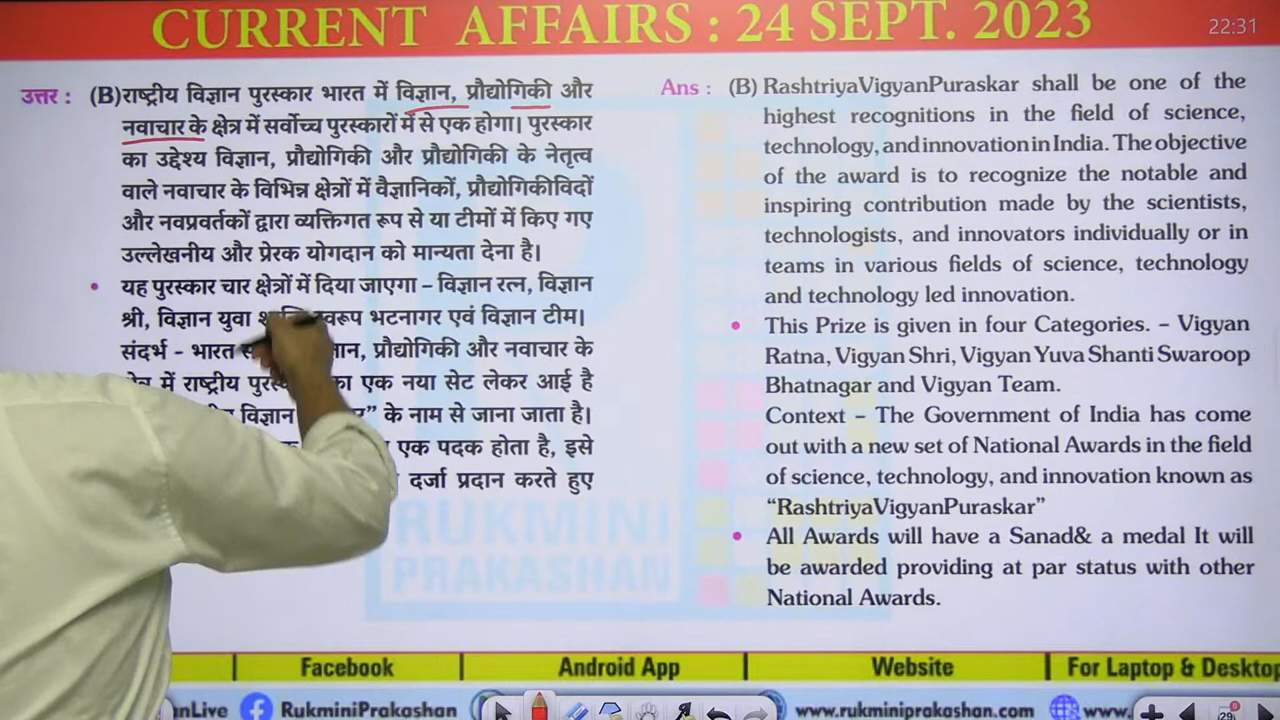 CURRENT AFFAIRS : 24 SEPT. 2023
22:31
उत्तर : (B)राष्ट्रीय विज्ञान पुरस्कार भारत में विज्ञान, प्रौद्योगिकी और
नवाचार के क्षेत्र में सर्वोच्च पुरस्कारों में से एक होगा। पुरस्कार
का उद्देश्य विज्ञान, प्रौद्योगिकी और प्रौद्योगिकी के नेतृत्व
वाले नवाचार के विभिन्न क्षेत्रों में वैज्ञानिकों, प्रौद्योगिकीविदों
और नवप्रवर्तकों द्वारा व्यक्तिगत रूप से या टीमों में किए गए
उल्लेखनीय और प्रेरक योगदान को मान्यता देना है।
• यह पुरस्कार चार क्षेत्रों में दिया जाएगा – विज्ञान रत्न, विज्ञान
श्री, विज्ञान युवा भटनागर एवं विज्ञान टीम।
संदर्भ – भारत प्रौद्योगिकी और नवाचार के
में राष्ट्रीय का एक नया सेट लेकर आई है
विज्ञान के नाम से जाना जाता है।
एक पदक होता है, इसे
दर्जा प्रदान करते हुए
Ans : (B) RashtriyaVigyanPuraskar shall be one of the
highest recognitions in the field of science,
technology, and innovation in India. The objective
of the award is to recognize the notable and
inspiring contribution made by the scientists,
technologists, and innovators individually or in
teams in various fields of science, technology
and technology led innovation.
• This Prize is given in four Categories. – Vigyan
Ratna, Vigyan Shri, Vigyan Yuva Shanti Swaroop
Bhatnagar and Vigyan Team.
Context – The Government of India has come
out with a new set of National Awards in the field
of science, technology, and innovation known as
“RashtriyaVigyanPuraskar”
• All Awards will have a Sanad& a medal It will
be awarded providing at par status with other
National Awards.
RUKMINI
PRAKASHAN
Facebook
Android App
Website
For Laptop & Desktop
anLive
RukminiPrakashan
www.rukminiprakashan.com
www.
29